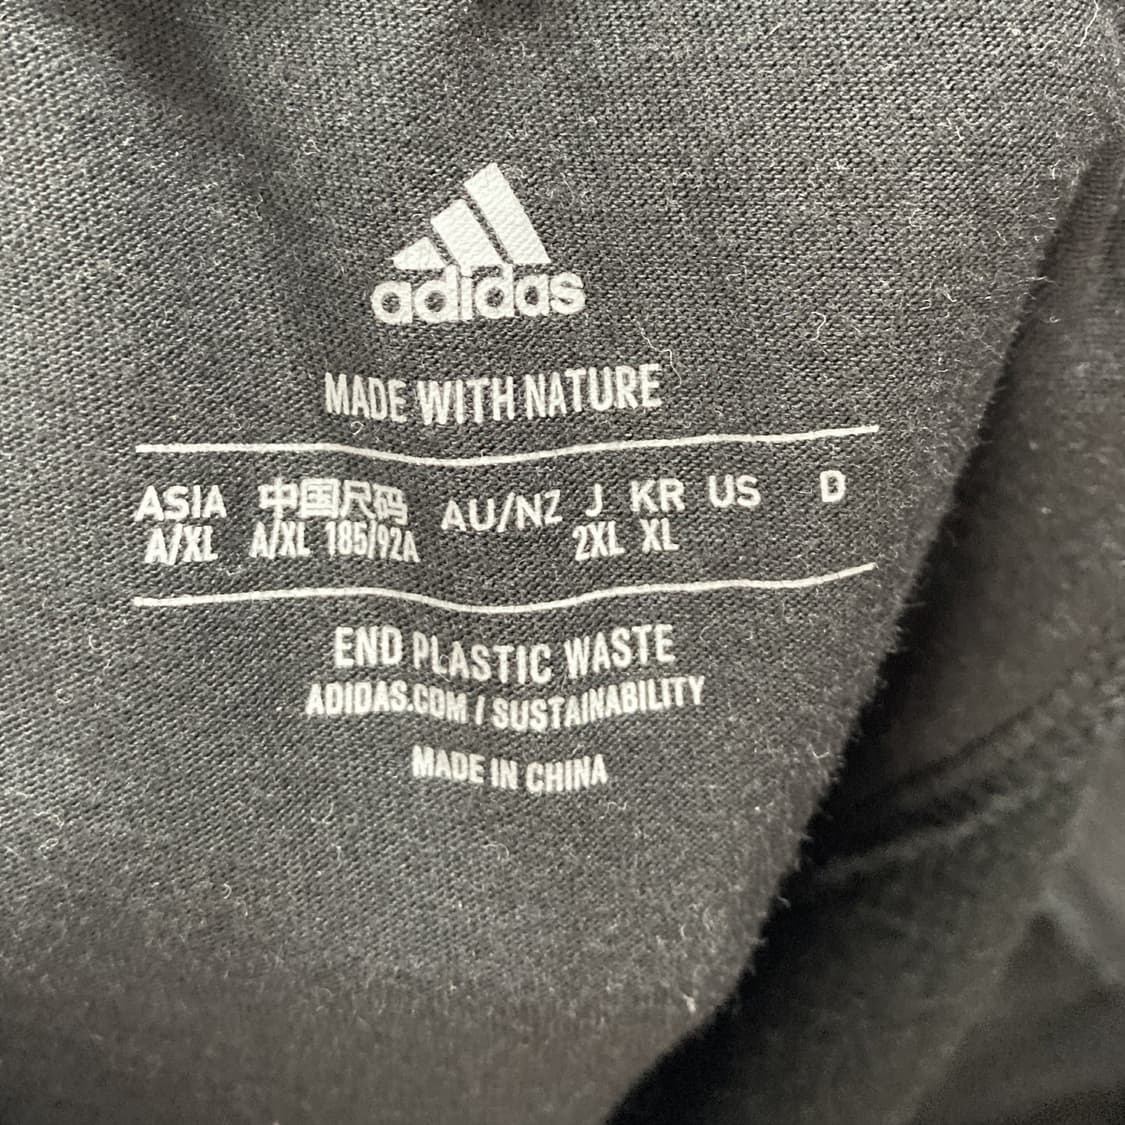 adidas
MADE WITH NATURE
ASIA 中国尺码 AU/NZ J KR US D
A/XL A/XL 185/92A 2XL XL
END PLASTIC WASTE
ADIDAS.COM / SUSTAINABILITY
MADE IN CHINA